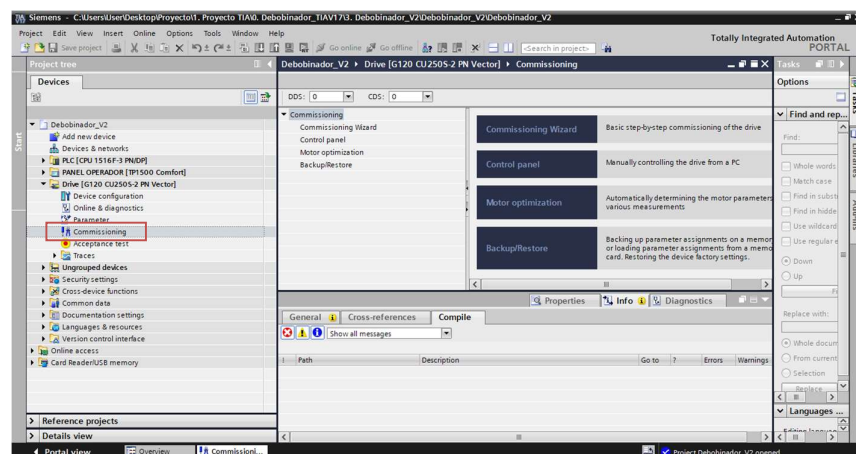 Siemens - C:\Users\User\Desktop\Proyecto\1. Proyecto TIA\0. Debobinador_TIAV17\3. Debobinador_V2\Debobinador_V2\Debobinador_V2
Project Edit View Insert Online Options Tools Window Help
Totally Integrated Automation
PORTAL
Save project Go online Go offline <Search in project>
Project tree
Devices
Start
Debobinador_V2
Add new device
Devices & networks
PLC [CPU 1516F-3 PN/DP]
PANEL OPERADOR [TP1500 Comfort]
Drive [G120 CU250S-2 PN Vector]
Device configuration
Online & diagnostics
Parameter
Commissioning
Acceptance test
Traces
Ungrouped devices
Security settings
Cross-device functions
Common data
Documentation settings
Languages & resources
Version control interface
Online access
Card Reader/USB memory
Reference projects
Details view
Debobinador_V2 Drive [G120 CU250S-2 PN Vector] Commissioning
DDS: 0 CDS: 0
Commissioning
Commissioning Wizard
Control panel
Motor optimization
Backup/Restore
Commissioning Wizard
Basic step-by-step commissioning of the drive
Control panel
Manually controlling the drive from a PC
Motor optimization
Automatically determining the motor parameters
various measurements
Backup/Restore
Backing up parameter assignments on a memor
or loading parameter assignments from a memo
card. Restoring the device factory settings.
Properties Info Diagnostics
General Cross-references Compile
Show all messages
! Path Description Go to ? Errors Warnings
Tasks
Options
Find and rep...
Find:
Whole words
Match case
Find in subst
Find in hidde
Use wildcard
Use regular e
Down
Up
Replace with:
Whole docum
From current
Selection
Replace
Languages ...
Tasks
Libraries
Add-ins
Portal view Overview Commissioni... Project Debobinador_V2 opened